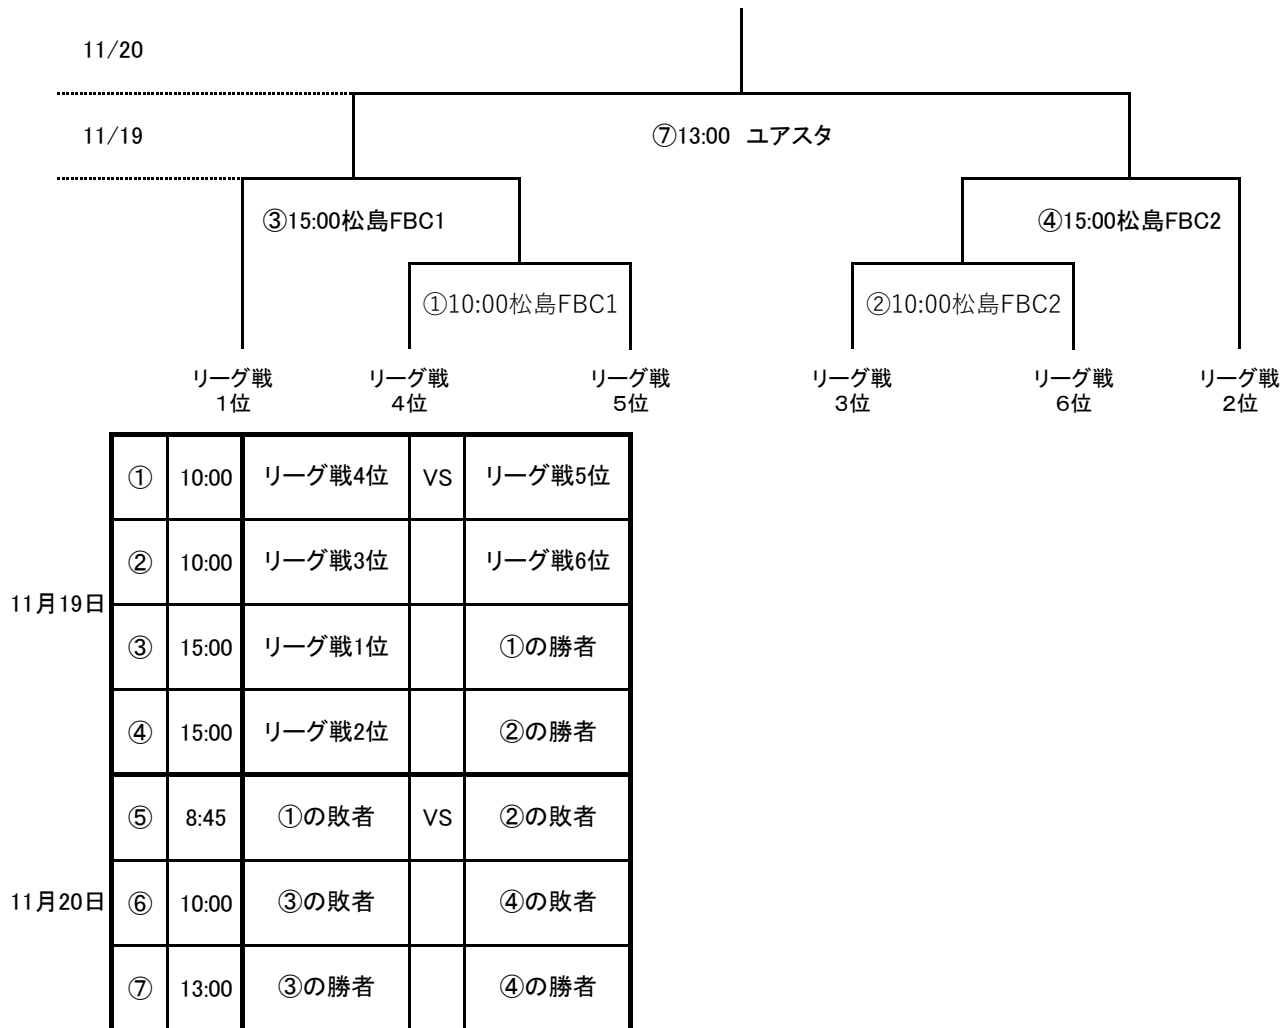 11/20
11/19
⑦13:00　ユアスタ
③15:00松島FBC1
④15:00松島FBC2
①10:00松島FBC1
②10:00松島FBC2
リーグ戦
1位
リーグ戦
4位
リーグ戦
5位
リーグ戦
3位
リーグ戦
6位
リーグ戦
2位
① 10:00 リーグ戦4位 VS リーグ戦5位
② 10:00 リーグ戦3位 リーグ戦6位
11月19日
③ 15:00 リーグ戦1位 ①の勝者
④ 15:00 リーグ戦2位 ②の勝者
⑤ 8:45 ①の敗者 VS ②の敗者
11月20日 ⑥ 10:00 ③の敗者 ④の敗者
⑦ 13:00 ③の勝者 ④の勝者